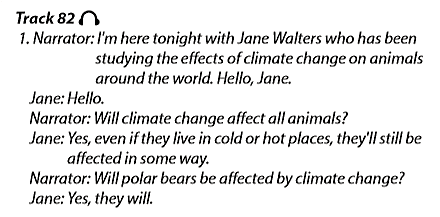 Track 82
1. Narrator: I'm here tonight with Jane Walters who has been
studying the effects of climate change on animals
around the world. Hello, Jane.
Jane: Hello.
Narrator: Will climate change affect all animals?
Jane: Yes, even if they live in cold or hot places, they'll still be
affected in some way.
Narrator: Will polar bears be affected by climate change?
Jane: Yes, they will.